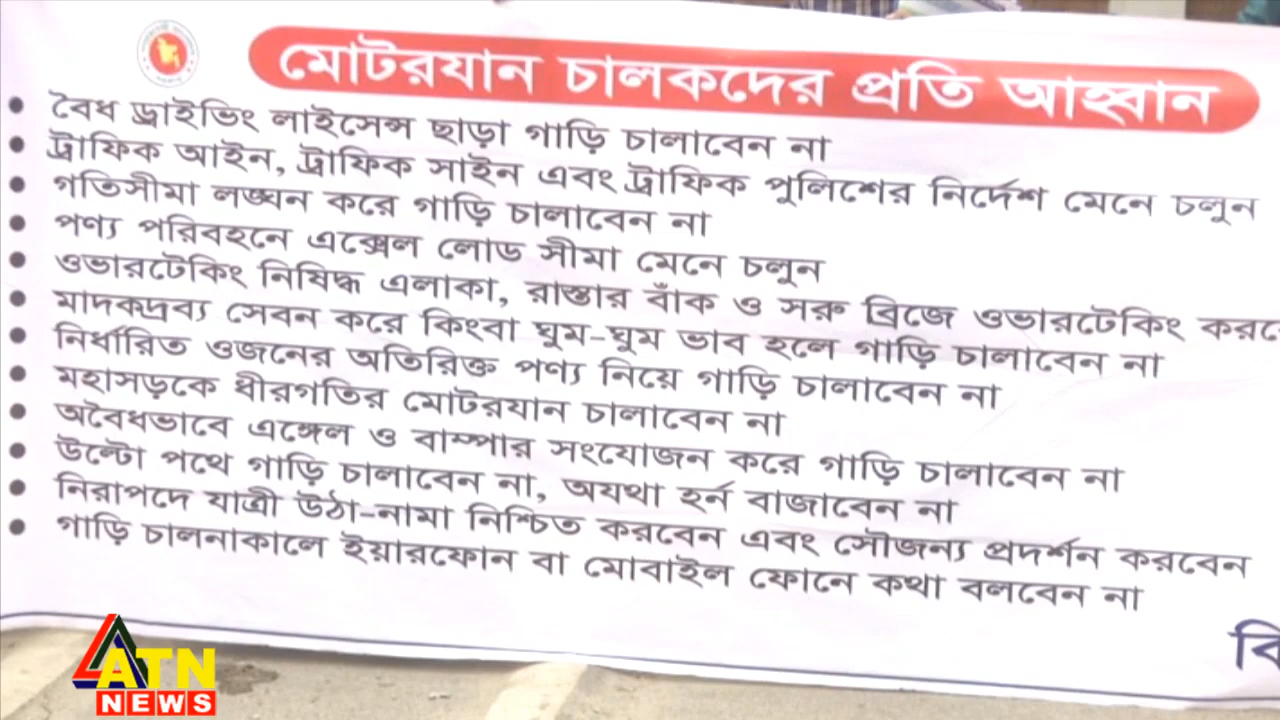 মোটরযান চালকদের প্রতি আহ্বান
• বৈধ ড্রাইভিং লাইসেন্স ছাড়া গাড়ি চালাবেন না
• ট্রাফিক আইন, ট্রাফিক সাইন এবং ট্রাফিক পুলিশের নির্দেশ মেনে চলুন
• গতিসীমা লঙ্ঘন করে গাড়ি চালাবেন না
• পণ্য পরিবহনে এক্সেল লোড সীমা মেনে চলুন
• ওভারটেকিং নিষিদ্ধ এলাকা, রাস্তার বাঁক ও সরু ব্রিজে ওভারটেকিং করবে
• মাদকদ্রব্য সেবন করে কিংবা ঘুম-ঘুম ভাব হলে গাড়ি চালাবেন না
• নির্ধারিত ওজনের অতিরিক্ত পণ্য নিয়ে গাড়ি চালাবেন না
• মহাসড়কে ধীরগতির মোটরযান চালাবেন না
• অবৈধভাবে এঙ্গেল ও বাম্পার সংযোজন করে গাড়ি চালাবেন না
• উল্টো পথে গাড়ি চালাবেন না, অযথা হর্ন বাজাবেন না
• নিরাপদে যাত্রী উঠা-নামা নিশ্চিত করবেন এবং সৌজন্য প্রদর্শন করবেন
• গাড়ি চালনাকালে ইয়ারফোন বা মোবাইল ফোনে কথা বলবেন না
বি
ATN
NEWS